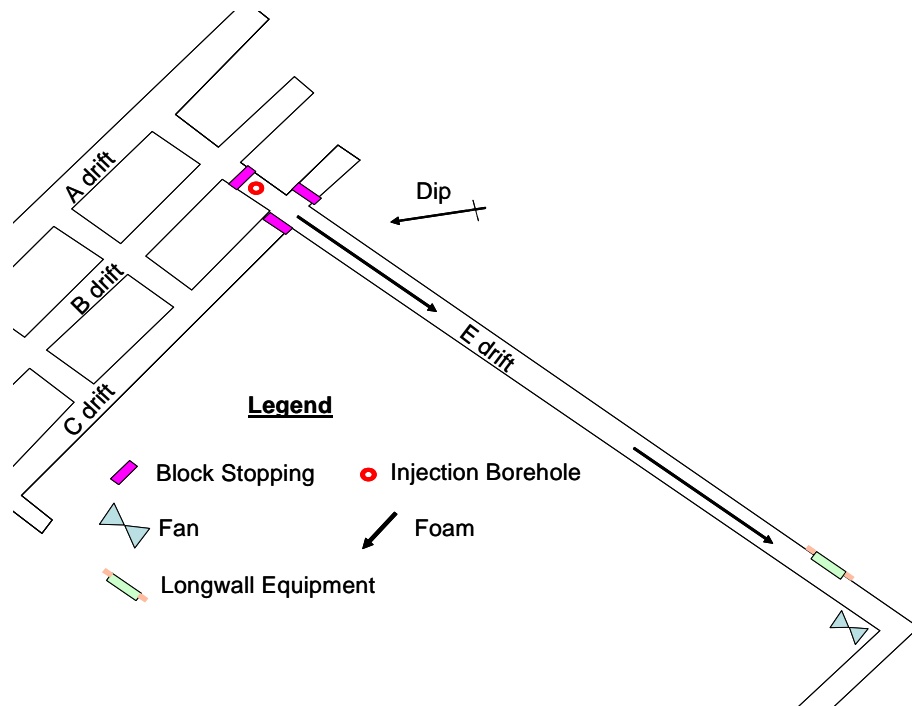 A drift
Dip
B drift
E drift
C drift
Legend
Block Stopping
Injection Borehole
Fan
Foam
Longwall Equipment